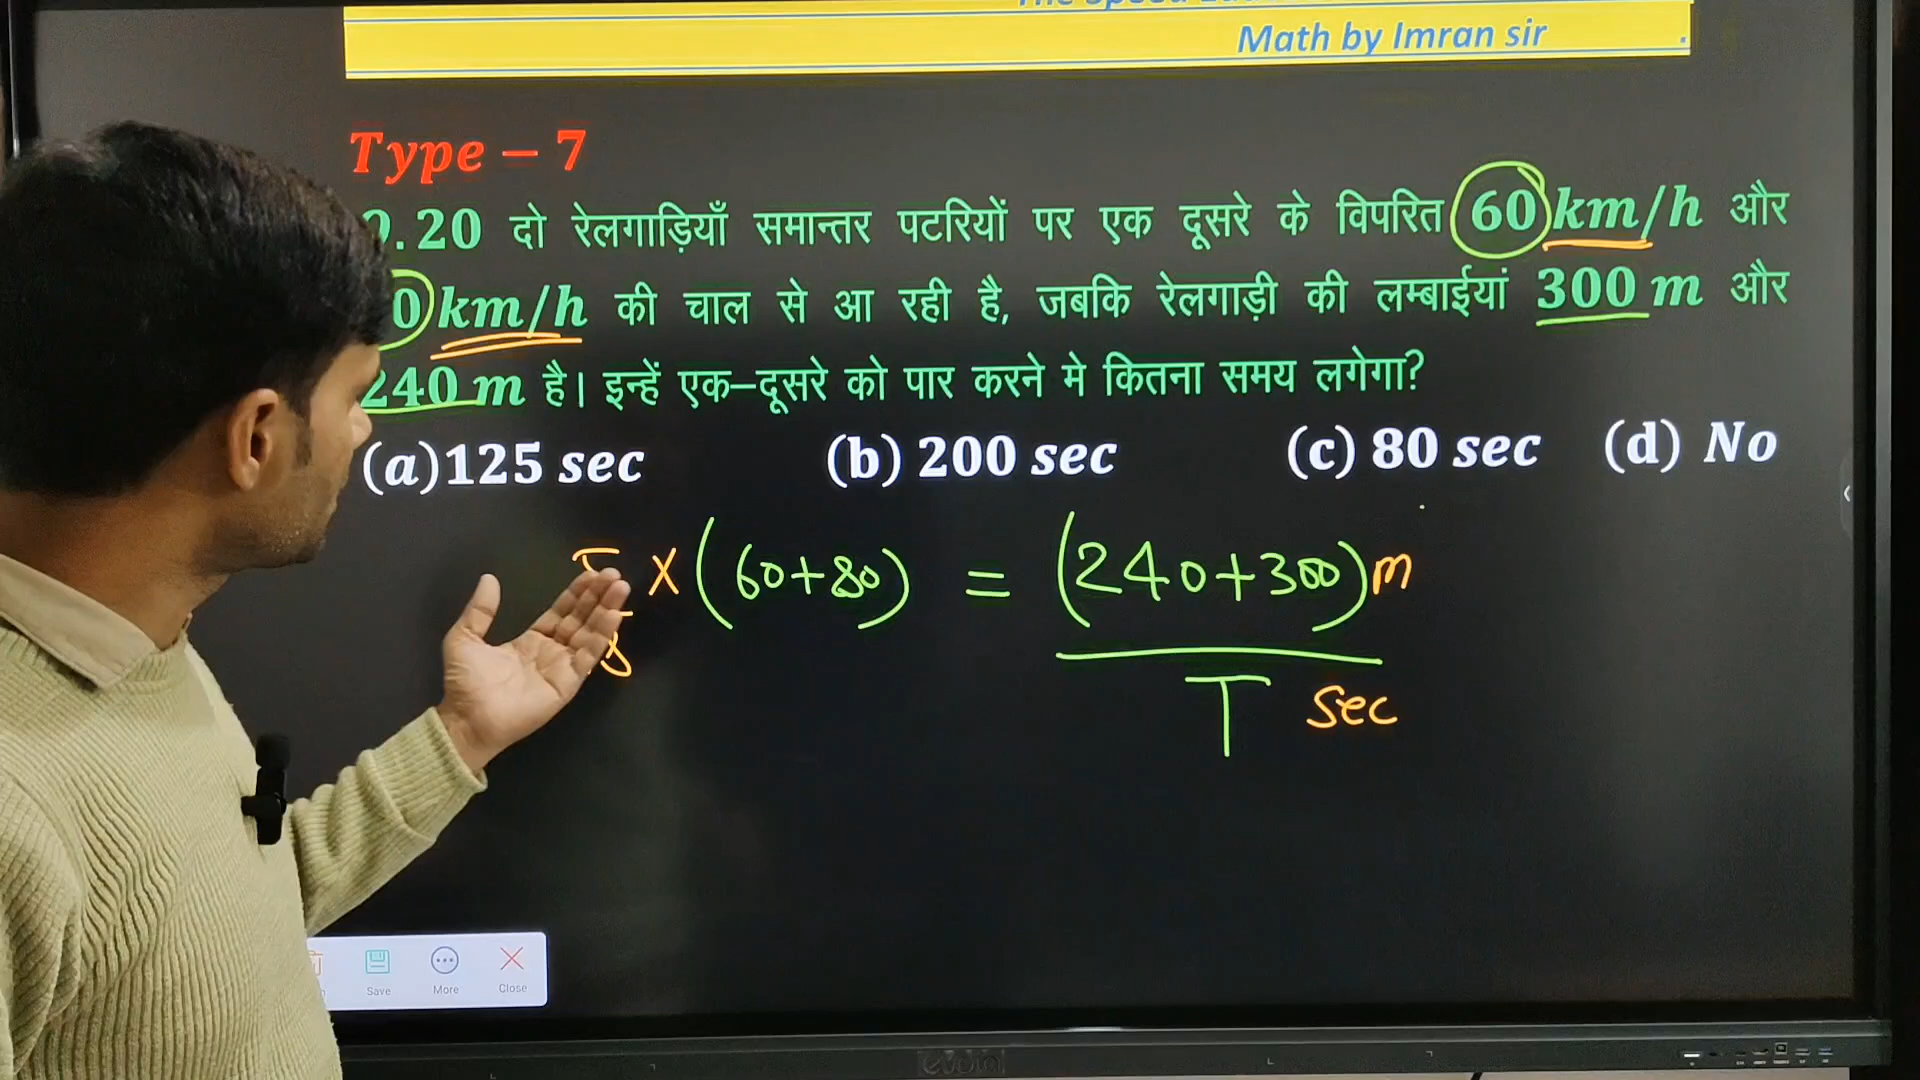 Math by Imran sir .
Type – 7
.20 दो रेलगाड़ियाँ समान्तर पटरियों पर एक दूसरे के विपरित 60 km/h और
0 km/h की चाल से आ रही है, जबकि रेलगाड़ी की लम्बाईयां 300 m और
240 m है। इन्हें एक–दूसरे को पार करने मे कितना समय लगेगा?
(a)125 sec (b) 200 sec (c) 80 sec (d) No
× (60+80) = (240+300)m
T sec
Save More Close